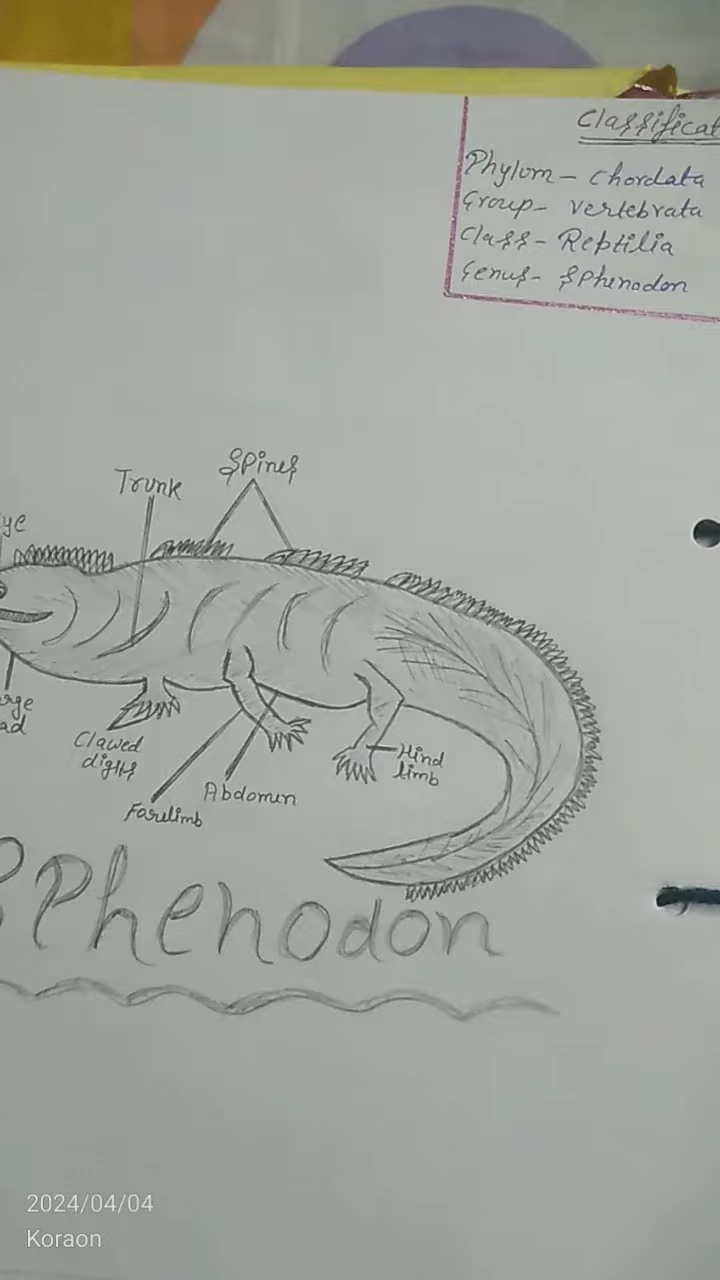 Classificat
Phylum - Chordata
Group - Vertebrata
Class - Reptilia
Genus - Sphenodon
Spines
Trunk
ye
rge
ad
Clawed
digits
Hind
limb
Abdomen
Forelimb
Sphenodon
2024/04/04
Koraon